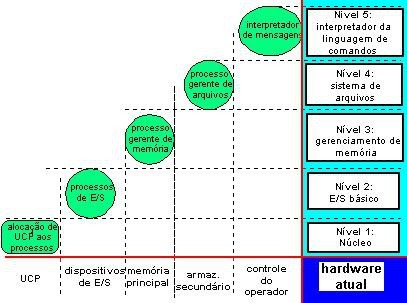 interpretador
de mensagens
Nível 5:
interpretador da
linguagem de
comandos
processo
gerente de
arquivos
Nível 4:
sistema de
arquivos
processo
gerente de
memória
Nível 3:
gerenciamento de
memória
processos
de E/S
Nível 2:
E/S básico
1
alocação de
UCP aos
processos
Nível 1:
Núcleo
UCP
dispositivos
de E/S
memória
principal
armaz.
secundário
controle
do
operador
hardware
atual